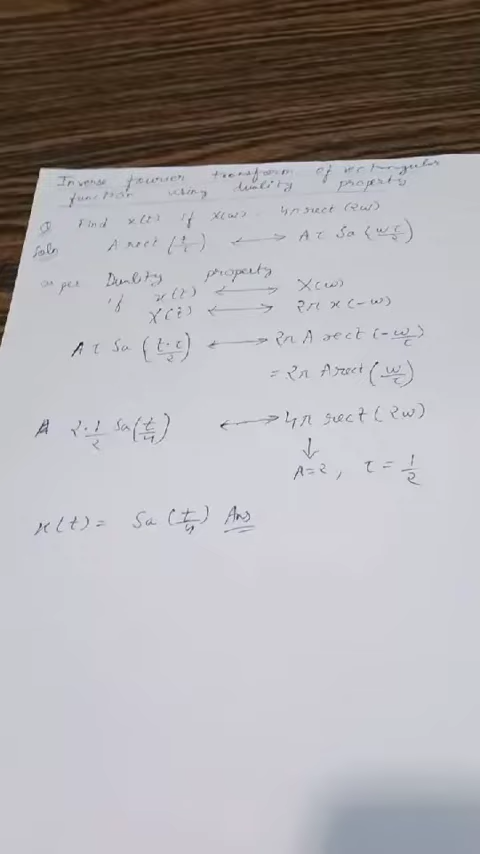 Inverse fourier transform of rectangular
function using duality property
Q Find x(t) if X(ω) = 4π rect (2ω)
Soln A rect (t/τ) ⟷ Aτ Sa (ωτ/2)
as per Duality property
if x(t) ⟷ X(ω)
X(t) ⟷ 2π x(-ω)
Aτ Sa (t·τ/2) ⟷ 2π A rect (-ω/τ)
= 2π A rect (ω/τ)
2·1/2 Sa(t/4) ⟷ 4π rect (2ω)
↓
A=2, τ = 1/2
x(t) = Sa (t/4) Ans